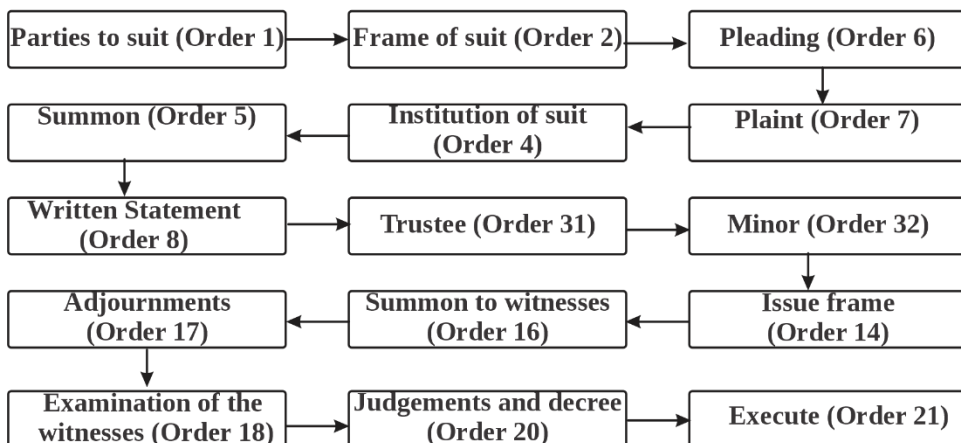 Parties to suit (Order 1)
Frame of suit (Order 2)
Pleading (Order 6)
Summon (Order 5)
Institution of suit
(Order 4)
Plaint (Order 7)
Written Statement
(Order 8)
Trustee (Order 31)
Minor (Order 32)
Adjournments
(Order 17)
Summon to witnesses
(Order 16)
Issue frame
(Order 14)
Examination of the
witnesses (Order 18)
Judgements and decree
(Order 20)
Execute (Order 21)